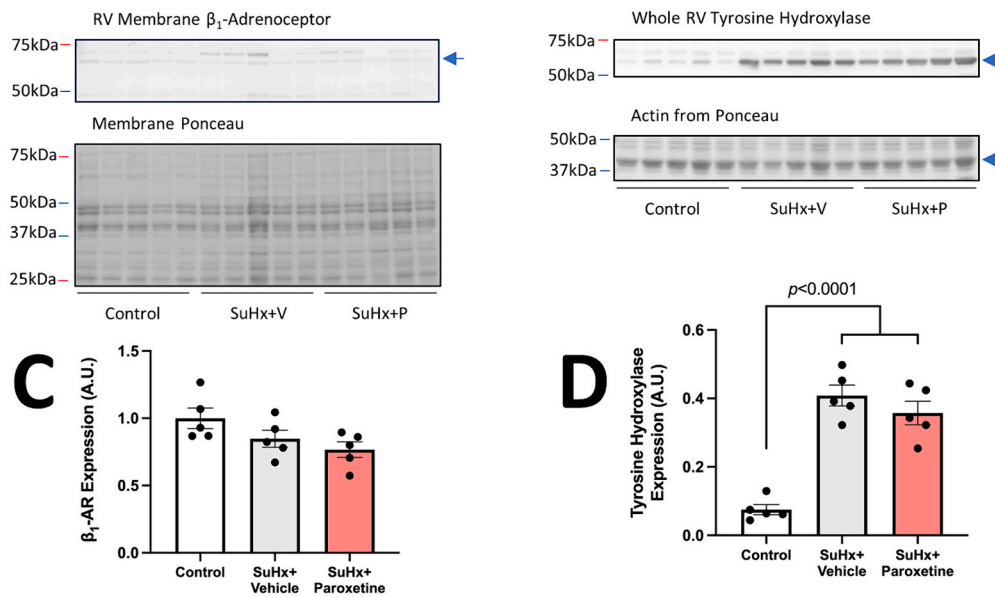 RV Membrane β1-Adrenoceptor
75kDa
50kDa
Membrane Ponceau
75kDa
50kDa
37kDa
25kDa
Control SuHx+V SuHx+P
Whole RV Tyrosine Hydroxylase
75kDa
50kDa
Actin from Ponceau
50kDa
37kDa
Control SuHx+V SuHx+P
C
β1-AR Expression (A.U.)
1.5
1.0
0.5
0.0
Control
SuHx+
Vehicle
SuHx+
Paroxetine
D
Tyrosine Hydroxylase
Expression (A.U.)
p<0.0001
0.6
0.4
0.2
0.0
Control
SuHx+
Vehicle
SuHx+
Paroxetine